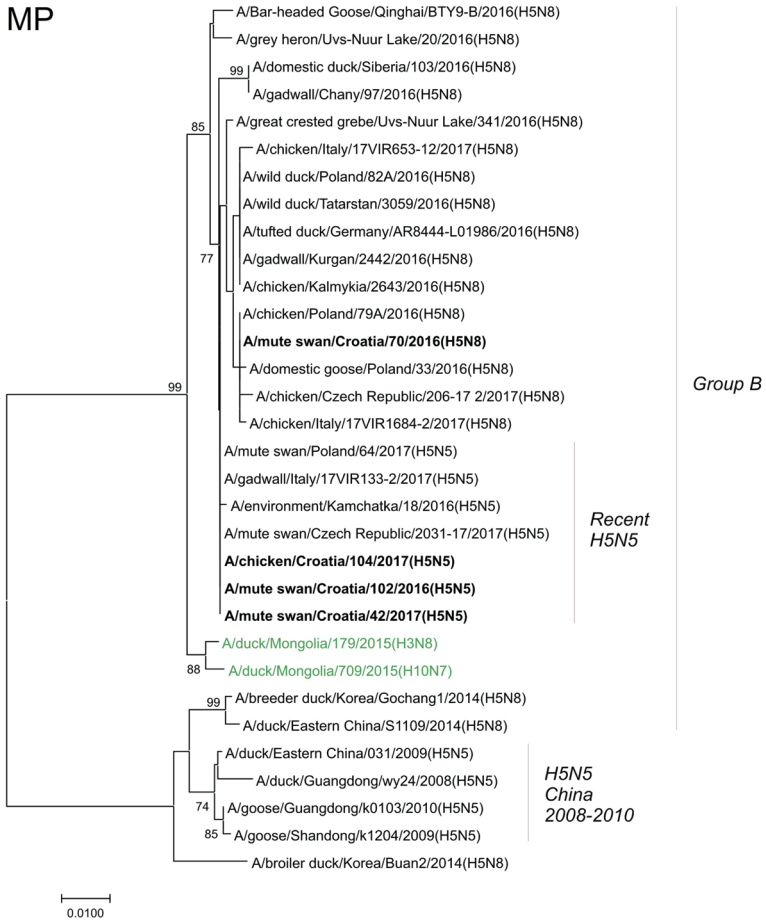 MP
A/Bar-headed Goose/Qinghai/BTY9-B/2016(H5N8)
A/grey heron/Uvs-Nuur Lake/20/2016(H5N8)
99
A/domestic duck/Siberia/103/2016(H5N8)
A/gadwall/Chany/97/2016(H5N8)
85
A/great crested grebe/Uvs-Nuur Lake/341/2016(H5N8)
A/chicken/Italy/17VIR653-12/2017(H5N8)
A/wild duck/Poland/82A/2016(H5N8)
A/wild duck/Tatarstan/3059/2016(H5N8)
A/tufted duck/Germany/AR8444-L01986/2016(H5N8)
77
A/gadwall/Kurgan/2442/2016(H5N8)
A/chicken/Kalmykia/2643/2016(H5N8)
A/chicken/Poland/79A/2016(H5N8)
A/mute swan/Croatia/70/2016(H5N8)
A/domestic goose/Poland/33/2016(H5N8)
99
Group B
A/chicken/Czech Republic/206-17 2/2017(H5N8)
A/chicken/Italy/17VIR1684-2/2017(H5N8)
A/mute swan/Poland/64/2017(H5N5)
A/gadwall/Italy/17VIR133-2/2017(H5N5)
A/environment/Kamchatka/18/2016(H5N5)
Recent
H5N5
A/mute swan/Czech Republic/2031-17/2017(H5N5)
A/chicken/Croatia/104/2017(H5N5)
A/mute swan/Croatia/102/2016(H5N5)
A/mute swan/Croatia/42/2017(H5N5)
A/duck/Mongolia/179/2015(H3N8)
88
A/duck/Mongolia/709/2015(H10N7)
99
A/breeder duck/Korea/Gochang1/2014(H5N8)
A/duck/Eastern China/S1109/2014(H5N8)
A/duck/Eastern China/031/2009(H5N5)
A/duck/Guangdong/wy24/2008(H5N5)
H5N5
China
2008-2010
74
A/goose/Guangdong/k0103/2010(H5N5)
85
A/goose/Shandong/k1204/2009(H5N5)
A/broiler duck/Korea/Buan2/2014(H5N8)
0.0100